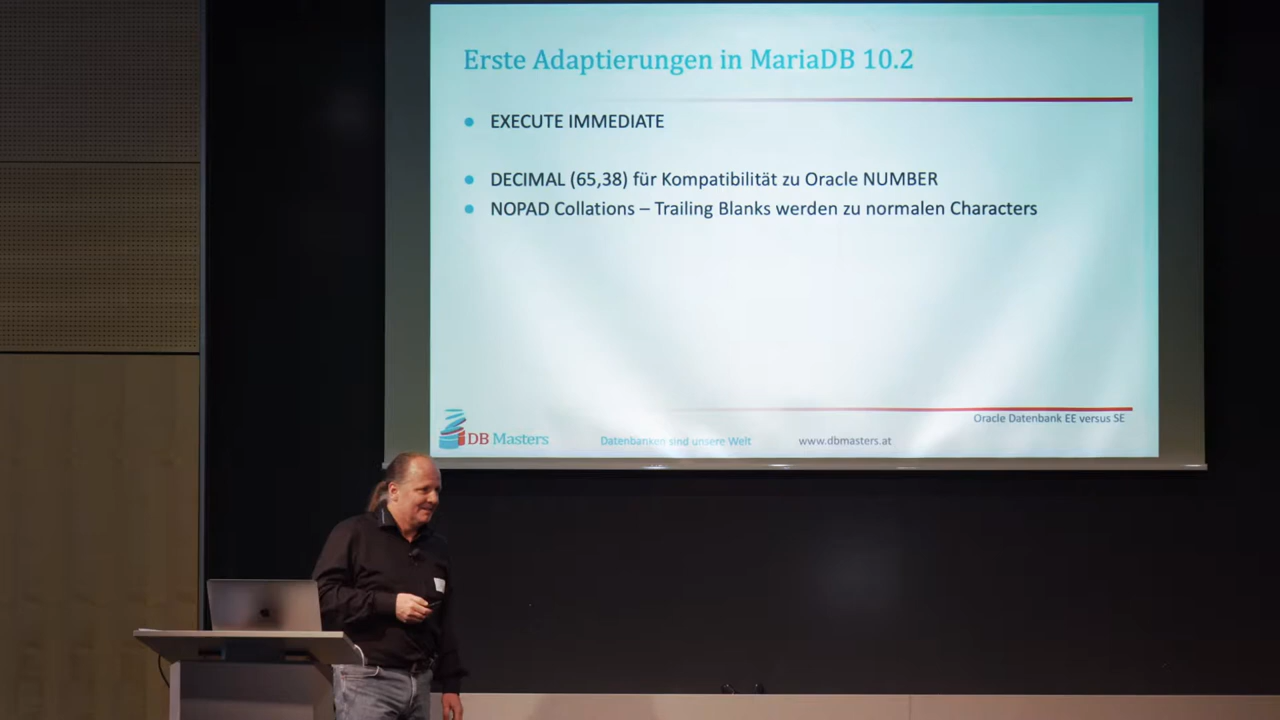 Erste Adaptierungen in MariaDB 10.2
EXECUTE IMMEDIATE
DECIMAL (65,38) für Kompatibilität zu Oracle NUMBER
NOPAD Collations – Trailing Blanks werden zu normalen Characters
Oracle Datenbank EE versus SE
DB Masters
Datenbanken sind unsere Welt
www.dbmasters.at